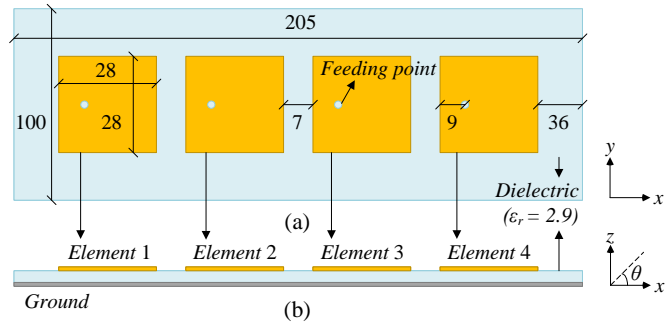 205
28
Feeding point
100
28
7
9
36
y
x
Dielectric
(εr = 2.9)
(a)
Element 1
Element 2
Element 3
Element 4
z
θ
x
Ground
(b)